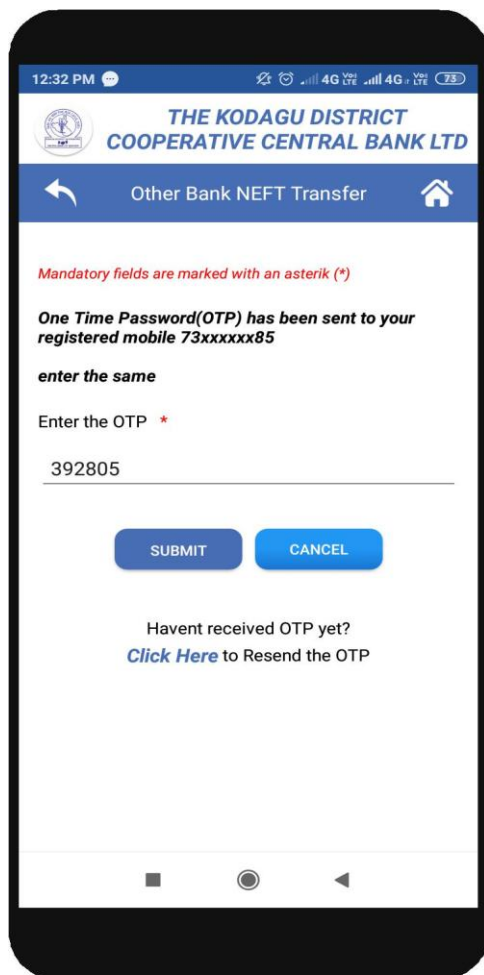 12:32 PM 4G VoLTE 4G VoLTE 73
THE KODAGU DISTRICT
COOPERATIVE CENTRAL BANK LTD
Other Bank NEFT Transfer
Mandatory fields are marked with an asterik (*)
One Time Password(OTP) has been sent to your
registered mobile 73xxxxxx85
enter the same
Enter the OTP *
392805
SUBMIT CANCEL
Havent received OTP yet?
Click Here to Resend the OTP